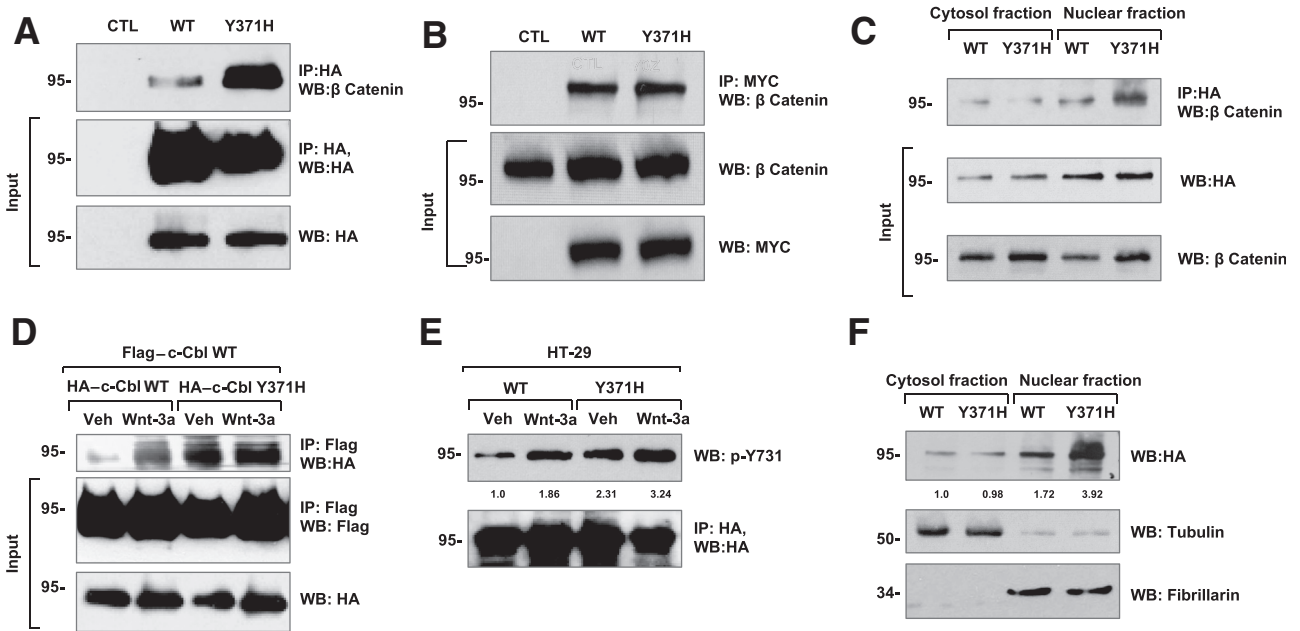 A
CTL WT Y371H
95-
IP:HA
WB:β Catenin
Input
95-
IP: HA,
WB:HA
95-
WB: HA
B
CTL WT Y371H
95-
IP: MYC
WB: β Catenin
Input
95-
WB: β Catenin
95-
WB: MYC
C
Cytosol fraction Nuclear fraction
WT Y371H WT Y371H
95-
IP:HA
WB:β Catenin
Input
95-
WB:HA
95-
WB: β Catenin
D
Flag–c-Cbl WT
HA–c-Cbl WT HA–c-Cbl Y371H
Veh Wnt-3a Veh Wnt-3a
95-
IP: Flag
WB:HA
Input
95-
IP: Flag
WB: Flag
95-
WB: HA
E
HT-29
WT Y371H
Veh Wnt-3a Veh Wnt-3a
95-
WB: p-Y731
1.0 1.86 2.31 3.24
95-
IP: HA,
WB:HA
F
Cytosol fraction Nuclear fraction
WT Y371H WT Y371H
95-
WB:HA
1.0 0.98 1.72 3.92
50-
WB: Tubulin
34-
WB: Fibrillarin